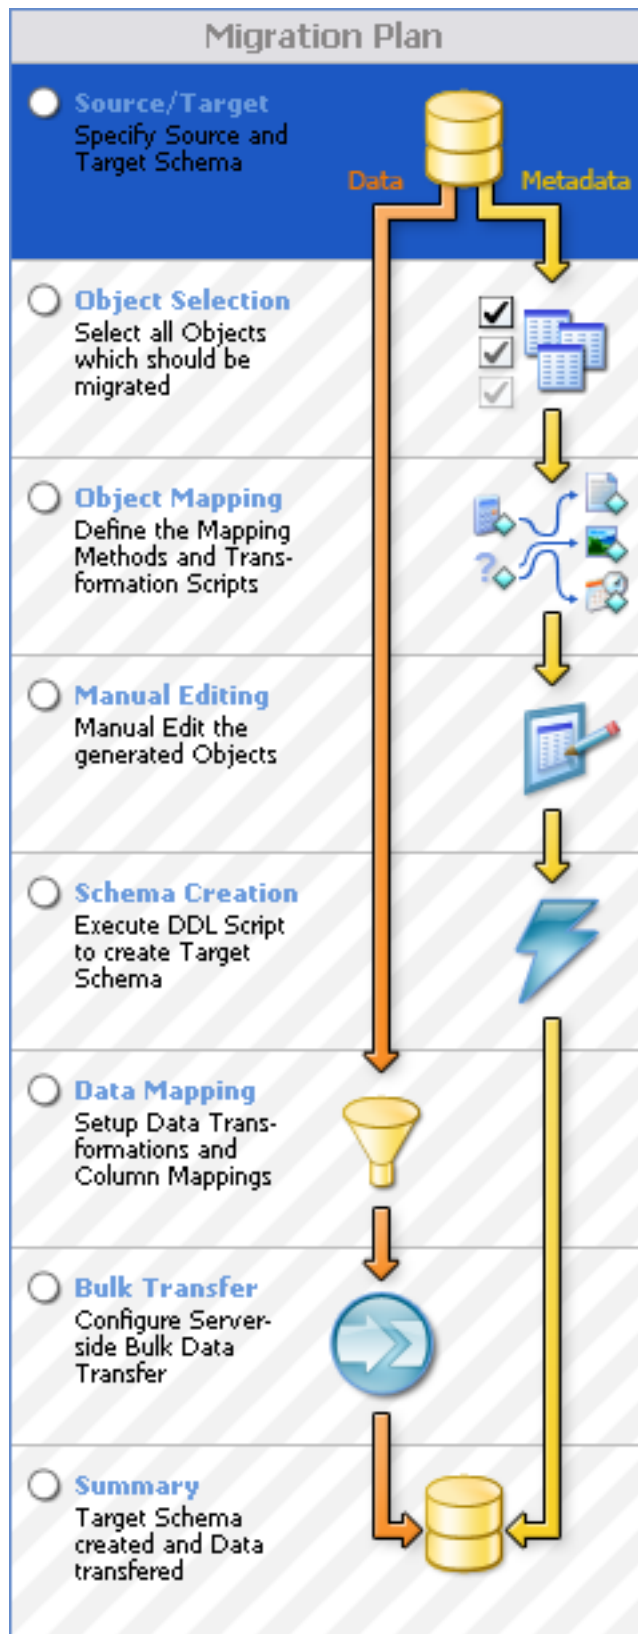 Migration Plan
Source/Target
Specify Source and
Target Schema
Data
Metadata
Object Selection
Select all Objects
which should be
migrated
Object Mapping
Define the Mapping
Methods and Trans-
formation Scripts
Manual Editing
Manual Edit the
generated Objects
Schema Creation
Execute DDL Script
to create Target
Schema
Data Mapping
Setup Data Trans-
formations and
Column Mappings
Bulk Transfer
Configure Server-
side Bulk Data
Transfer
Summary
Target Schema
created and Data
transfered